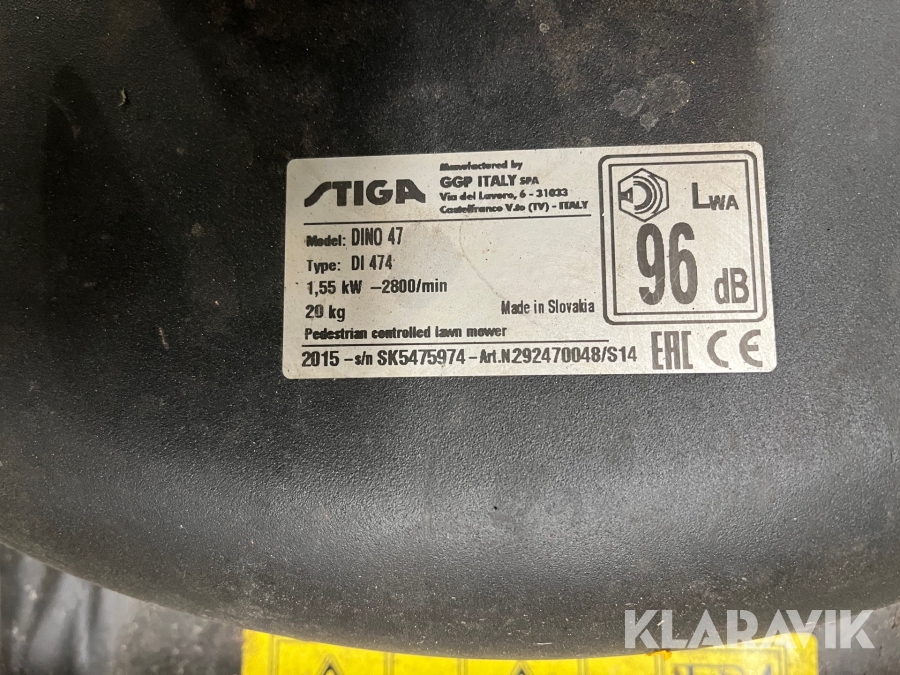 STIGA
Manufactured by
GGP ITALY SPA
Via del Lavoro, 6 - 31033
Castelfranco V.to (TV) - ITALY
Model: DINO 47
Type: DI 474
1,55 kW -2800/min
20 kg
Made in Slovakia
Pedestrian controlled lawn mower
2015 -s/n SK5475974 -Art.N.292470048/S14
LWA
96 dB
EAC CE
KLARAVIK